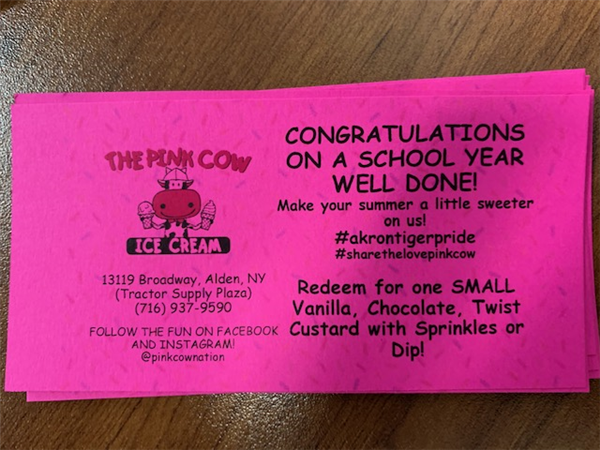 THE PINK COW
ICE CREAM
13119 Broadway, Alden, NY
(Tractor Supply Plaza)
(716) 937-9590
FOLLOW THE FUN ON FACEBOOK
AND INSTAGRAM!
@pinkcownation
CONGRATULATIONS
ON A SCHOOL YEAR
WELL DONE!
Make your summer a little sweeter
on us!
#akrontigerpride
#sharethelovepinkcow
Redeem for one SMALL
Vanilla, Chocolate, Twist
Custard with Sprinkles or
Dip!